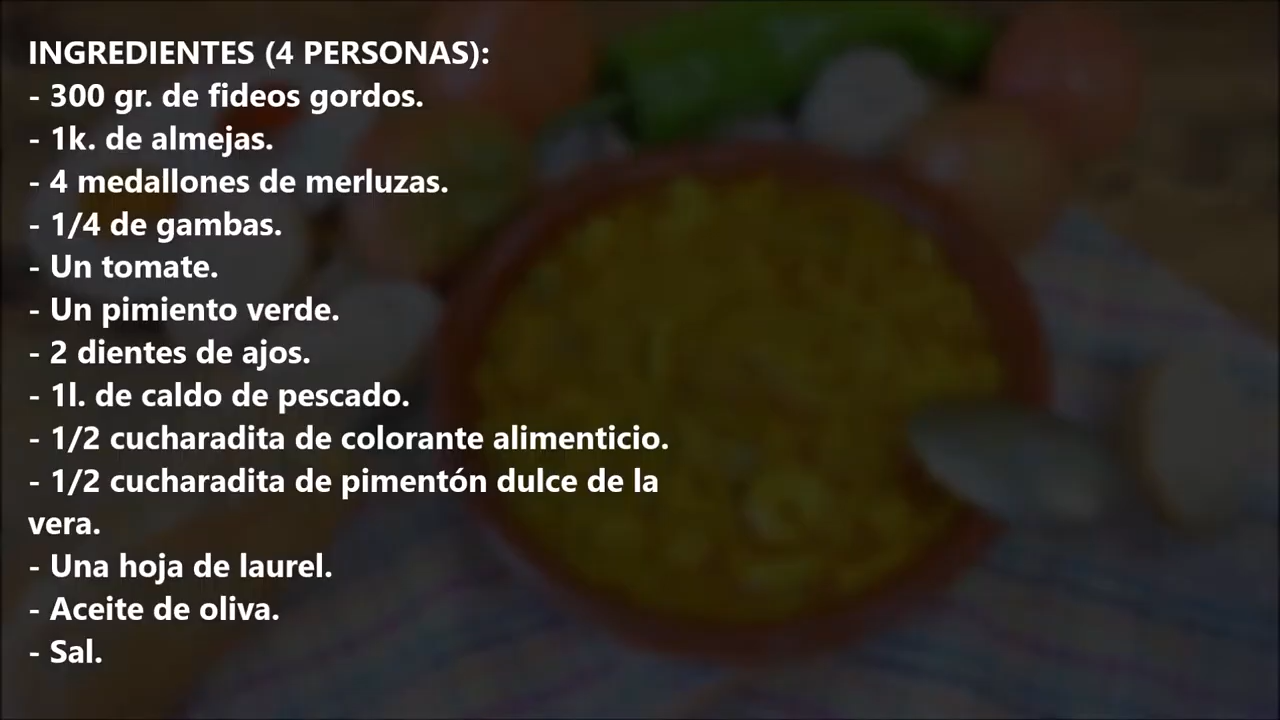 INGREDIENTES (4 PERSONAS):
- 300 gr. de fideos gordos.
- 1k. de almejas.
- 4 medallones de merluzas.
- 1/4 de gambas.
- Un tomate.
- Un pimiento verde.
- 2 dientes de ajos.
- 1l. de caldo de pescado.
- 1/2 cucharadita de colorante alimenticio.
- 1/2 cucharadita de pimentón dulce de la
vera.
- Una hoja de laurel.
- Aceite de oliva.
- Sal.